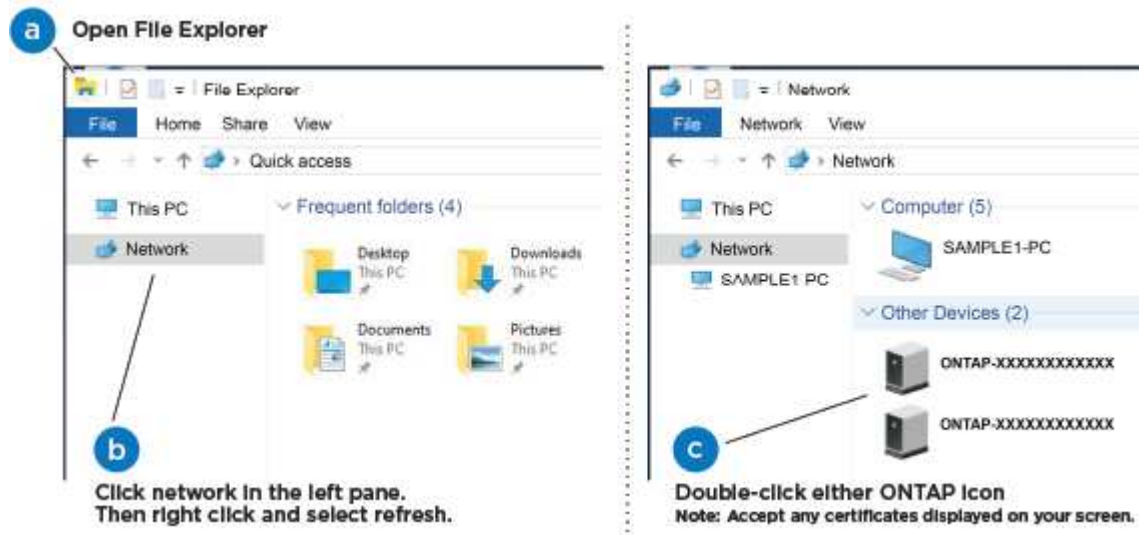 a Open File Explorer
File Explorer
File Home Share View
Quick access
This PC
Network
Frequent folders (4)
Desktop
This PC
Downloads
This PC
Documents
This PC
Pictures
This PC
b
Click network in the left pane.
Then right click and select refresh.
Network
File Network View
Network
This PC
Network
SAMPLE1 PC
Computer (5)
SAMPLE1-PC
Other Devices (2)
ONTAP-XXXXXXXXXXXX
ONTAP-XXXXXXXXXXXX
c
Double-click either ONTAP icon
Note: Accept any certificates displayed on your screen.